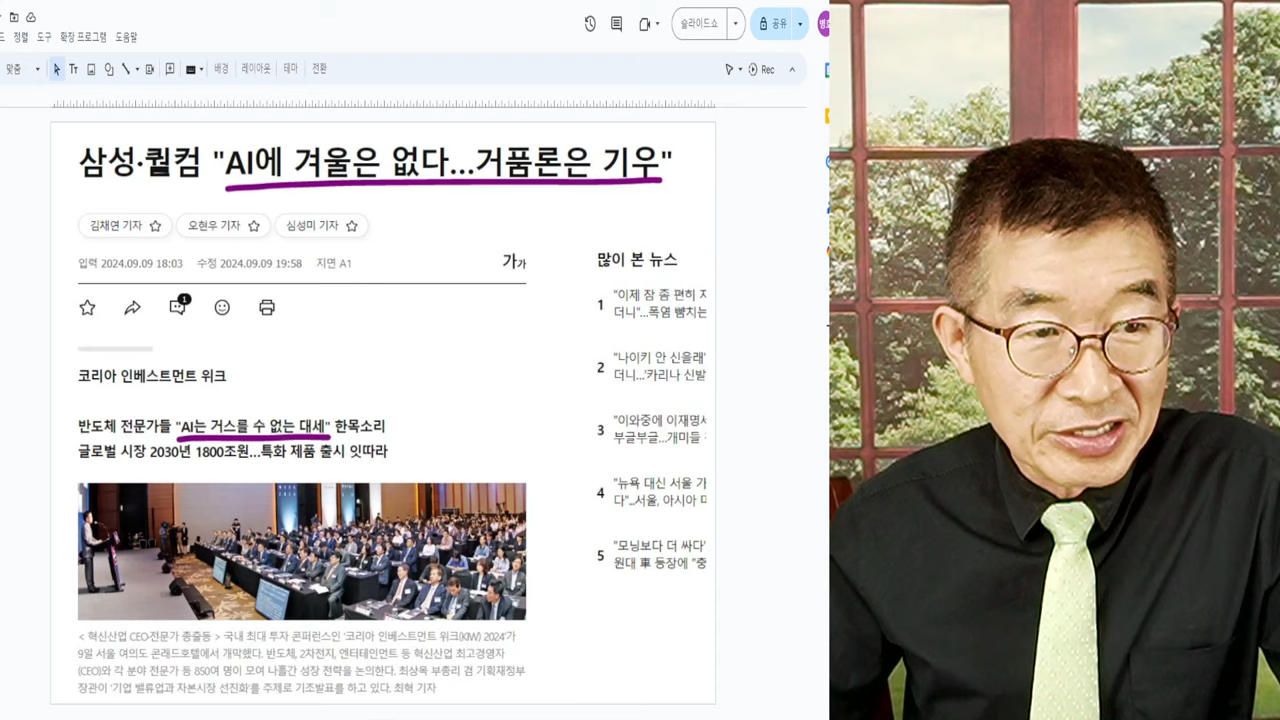 정렬 도구 확장 프로그램 도움말
슬라이드쇼
공유
맞춤
배경 레이아웃 테마 전환
Rec
삼성·퀄컴 "AI에 겨울은 없다...거품론은 기우"
김채연 기자
오현우 기자
심성미 기자
입력 2024.09.09 18:03 수정 2024.09.09 19:58 지면 A1
가가
1
코리아 인베스트먼트 위크
반도체 전문가들 "AI는 거스를 수 없는 대세" 한목소리
글로벌 시장 2030년 1800조원...특화 제품 출시 잇따라
< 혁신산업 CEO·전문가 총출동 > 국내 최대 투자 콘퍼런스인 '코리아 인베스트먼트 위크(KIW) 2024'가
9일 서울 여의도 콘래드호텔에서 개막했다. 반도체, 2차전지, 엔터테인먼트 등 혁신산업 최고경영자
(CEO)와 각 분야 전문가 등 850여 명이 모여 나흘간 성장 전략을 논의한다. 최상목 부총리 겸 기획재정부
장관이 '기업 밸류업과 자본시장 선진화'를 주제로 기조발표를 하고 있다. 최혁 기자
많이 본 뉴스
1 "이제 잠 좀 편히
더니"...폭염 뺨치는
2 "나이키 안 신을래"
더니...'카리나 신발
3 "이와중에 이재명
부글부글...개미들
4 "뉴욕 대신 서울
다"...서울, 아시아
5 "모닝보다 더 싸다"
원대 車 등장에 "충